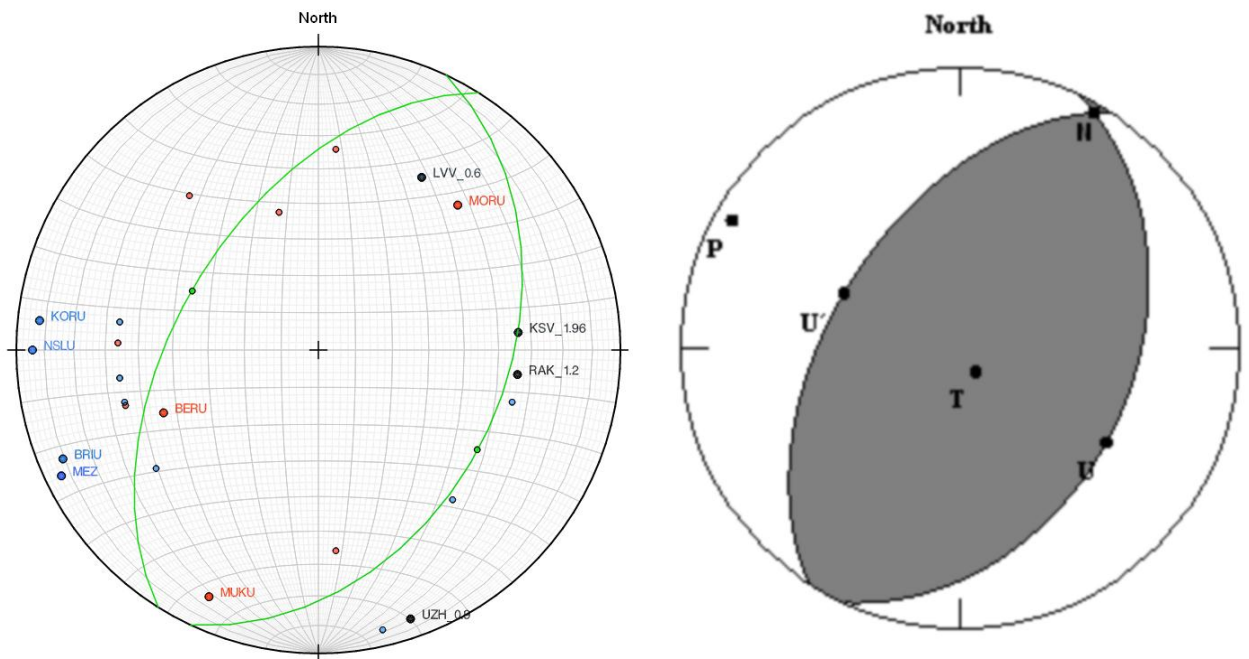 North
LVV_0.6
MORU
KORU
KSV_1.96
NSLU
RAK_1.2
BERU
BRIU
MEZ
MUKU
UZH_0.9
North
N
P
U´
T
U